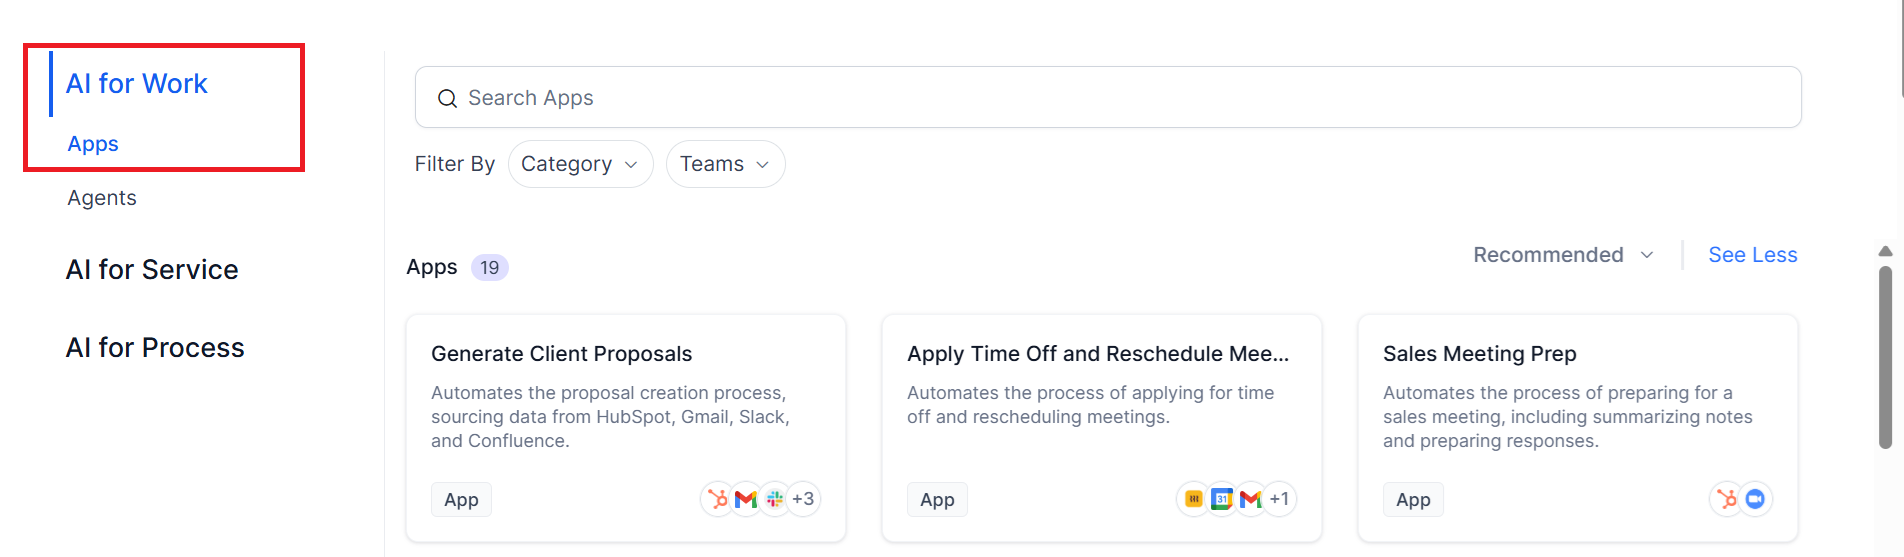 AI for Work
Apps
Agents
AI for Service
AI for Process
Search Apps
Filter By Category Teams
Apps 19
Recommended See Less
Generate Client Proposals
Automates the proposal creation process,
sourcing data from HubSpot, Gmail, Slack,
and Confluence.
App +3
Apply Time Off and Reschedule Mee...
Automates the process of applying for time
off and rescheduling meetings.
App 31 +1
Sales Meeting Prep
Automates the process of preparing for a
sales meeting, including summarizing notes
and preparing responses.
App